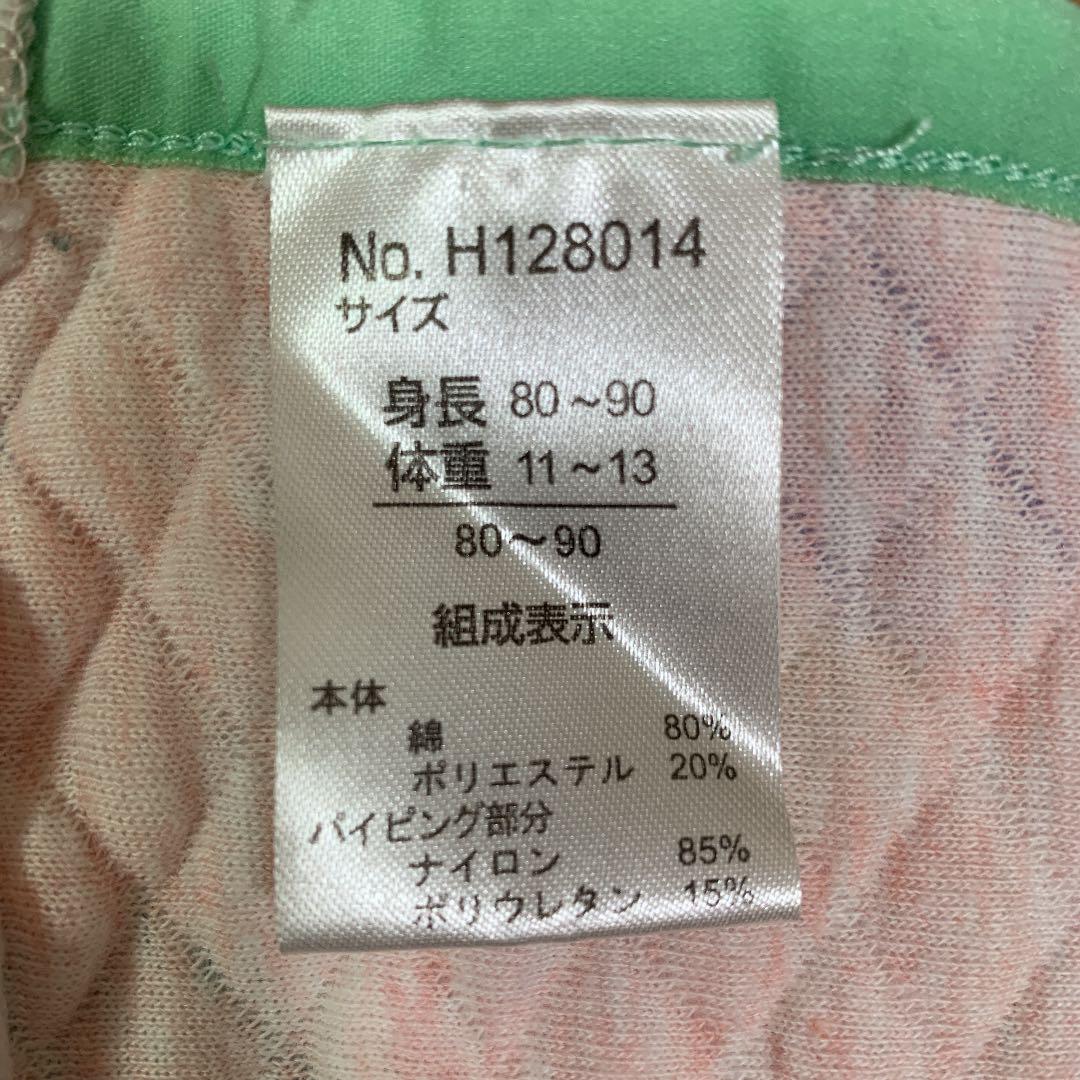 No. H128014
サイズ
身長 80～90
体重 11～13
80～90
組成表示
本体
綿 80%
ポリエステル 20%
パイピング部分
ナイロン 85%
ポリウレタン 15%